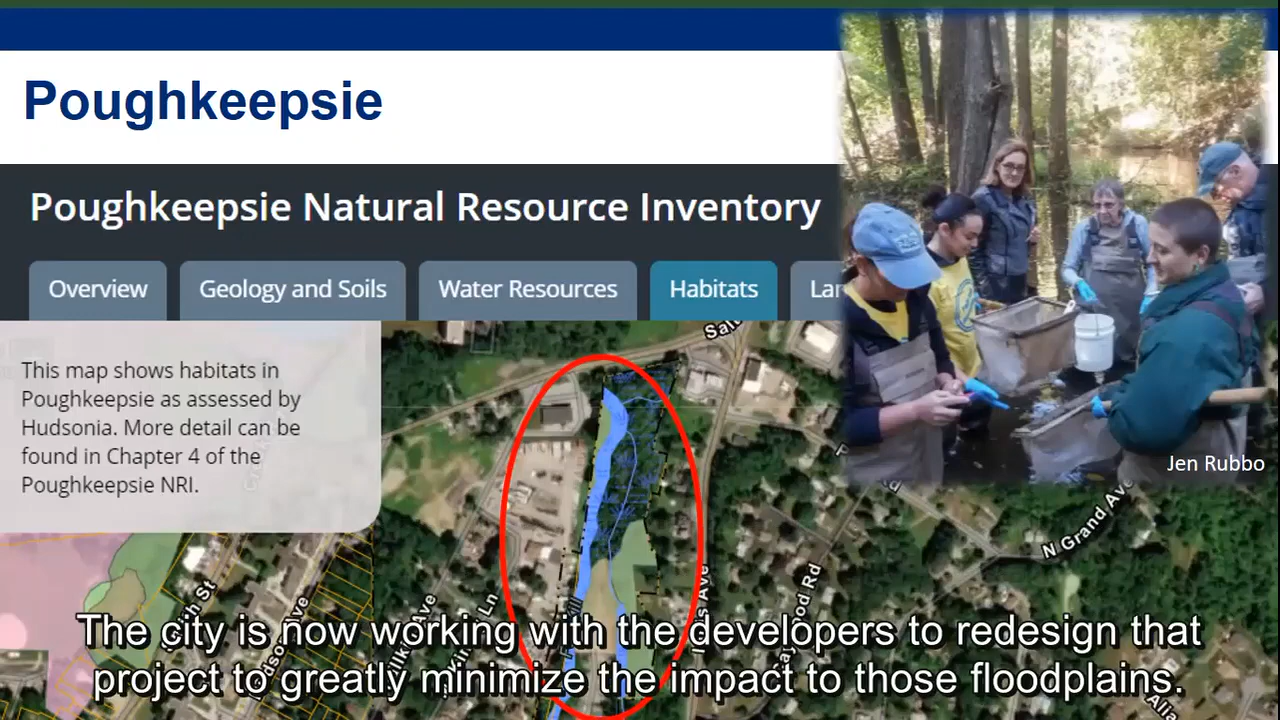 Poughkeepsie
Poughkeepsie Natural Resource Inventory
Overview
Geology and Soils
Water Resources
Habitats
This map shows habitats in
Poughkeepsie as assessed by
Hudsonia. More detail can be
found in Chapter 4 of the
Poughkeepsie NRI.
Jen Rubbo
N Grand Ave
The city is now working with the developers to redesign that
project to greatly minimize the impact to those floodplains.